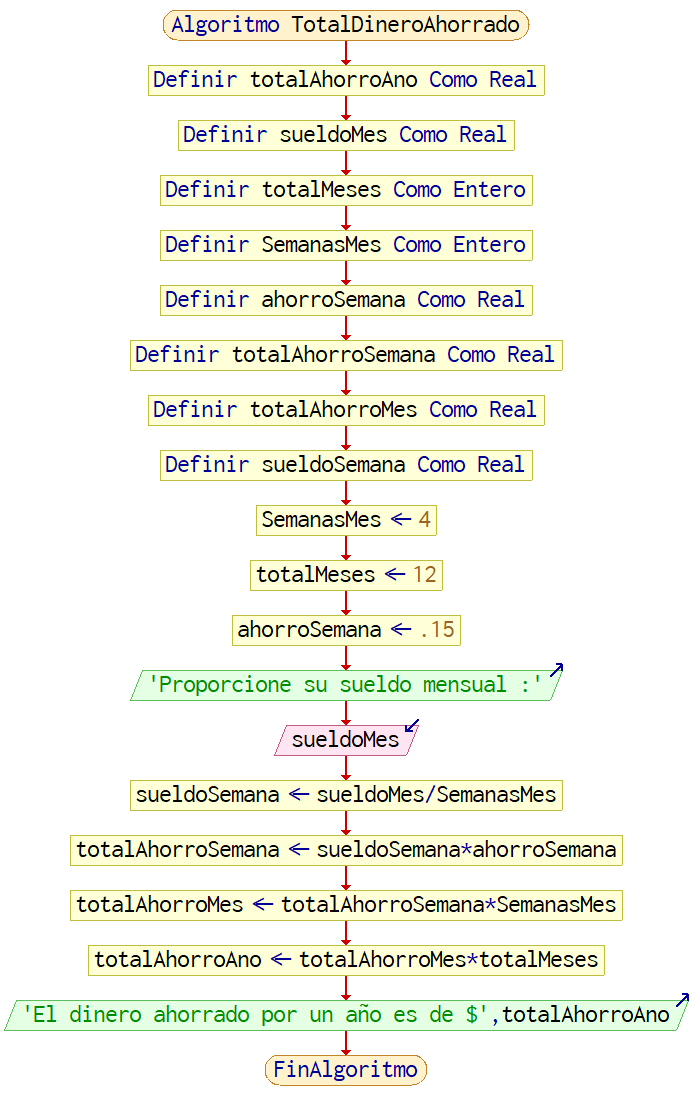 Algoritmo TotalDineroAhorrado
Definir totalAhorroAno Como Real
Definir sueldoMes Como Real
Definir totalMeses Como Entero
Definir SemanasMes Como Entero
Definir ahorroSemana Como Real
Definir totalAhorroSemana Como Real
Definir totalAhorroMes Como Real
Definir sueldoSemana Como Real
SemanasMes ← 4
totalMeses ← 12
ahorroSemana ← .15
'Proporcione su sueldo mensual :'
sueldoMes
sueldoSemana ← sueldoMes/SemanasMes
totalAhorroSemana ← sueldoSemana*ahorroSemana
totalAhorroMes ← totalAhorroSemana*SemanasMes
totalAhorroAno ← totalAhorroMes*totalMeses
'El dinero ahorrado por un año es de $',totalAhorroAno
FinAlgoritmo